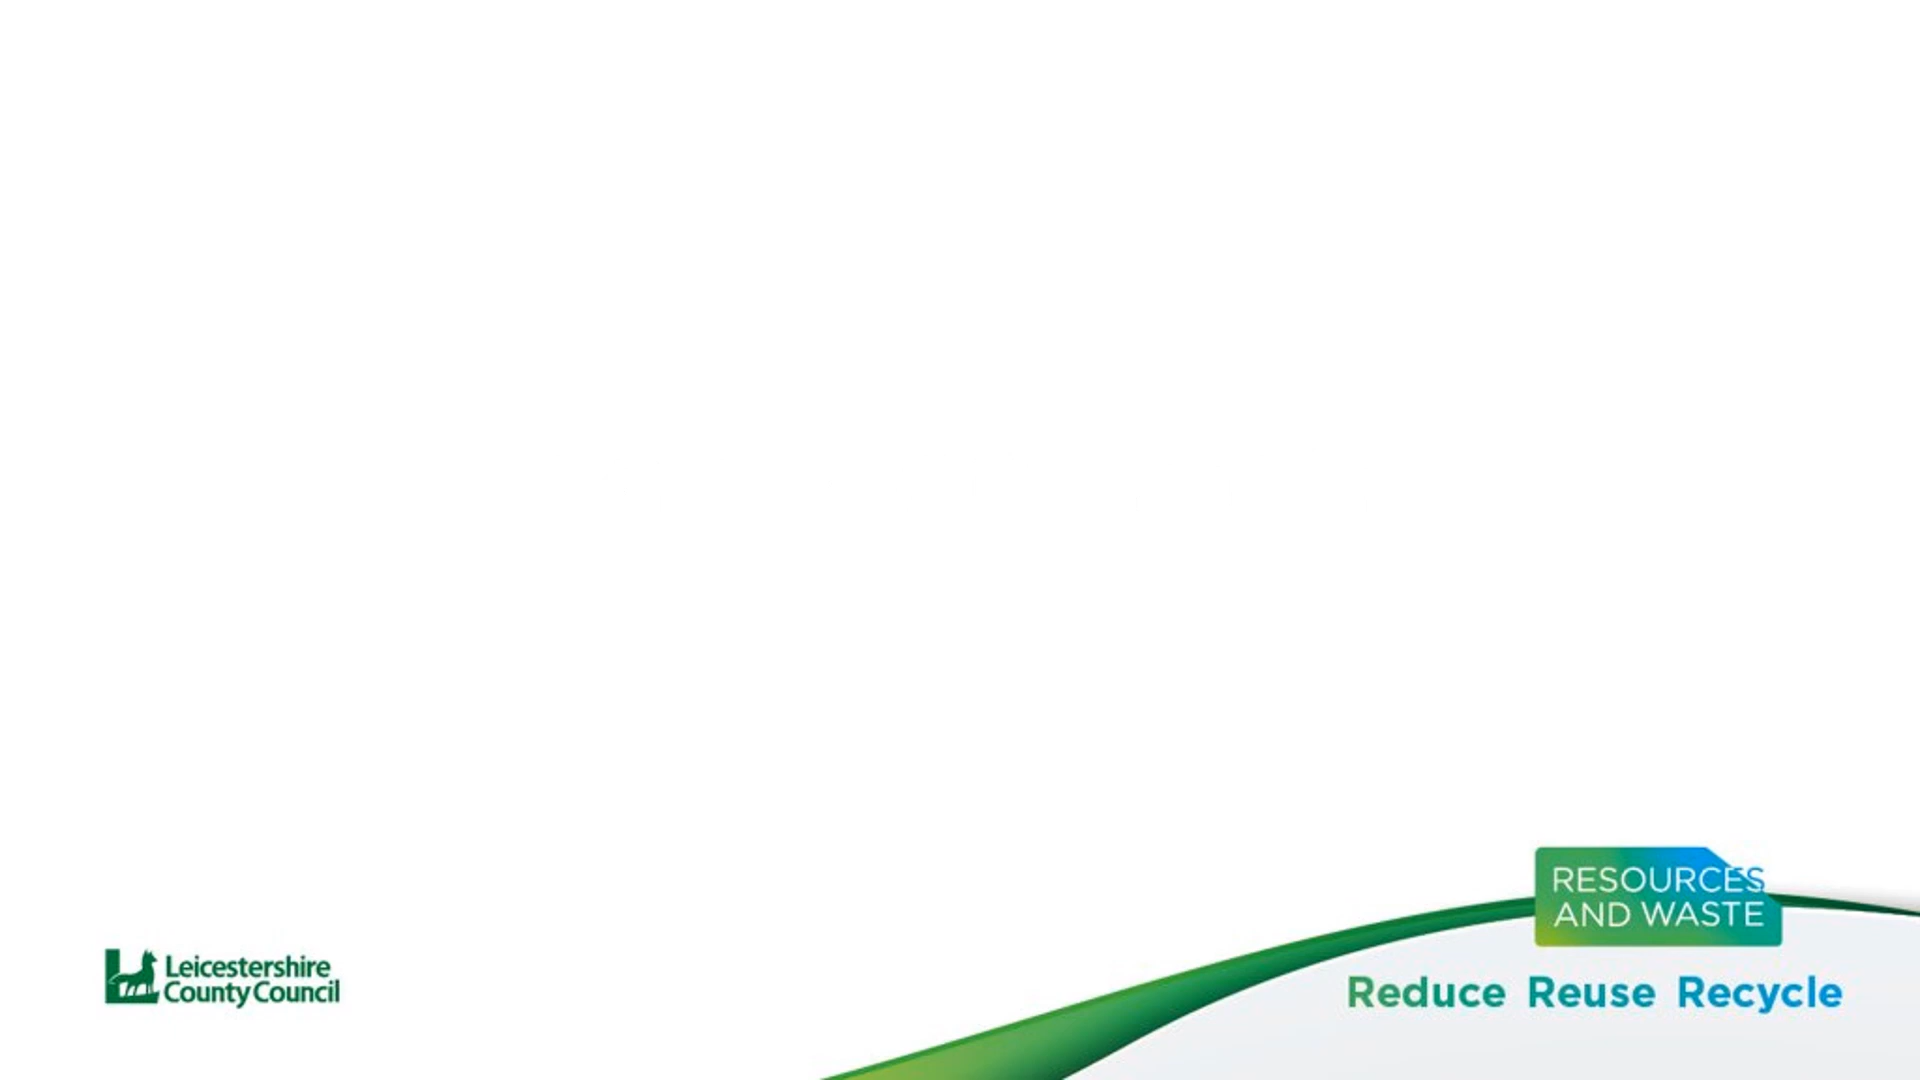 RESOURCES
AND WASTE
Leicestershire
County Council
Reduce Reuse Recycle